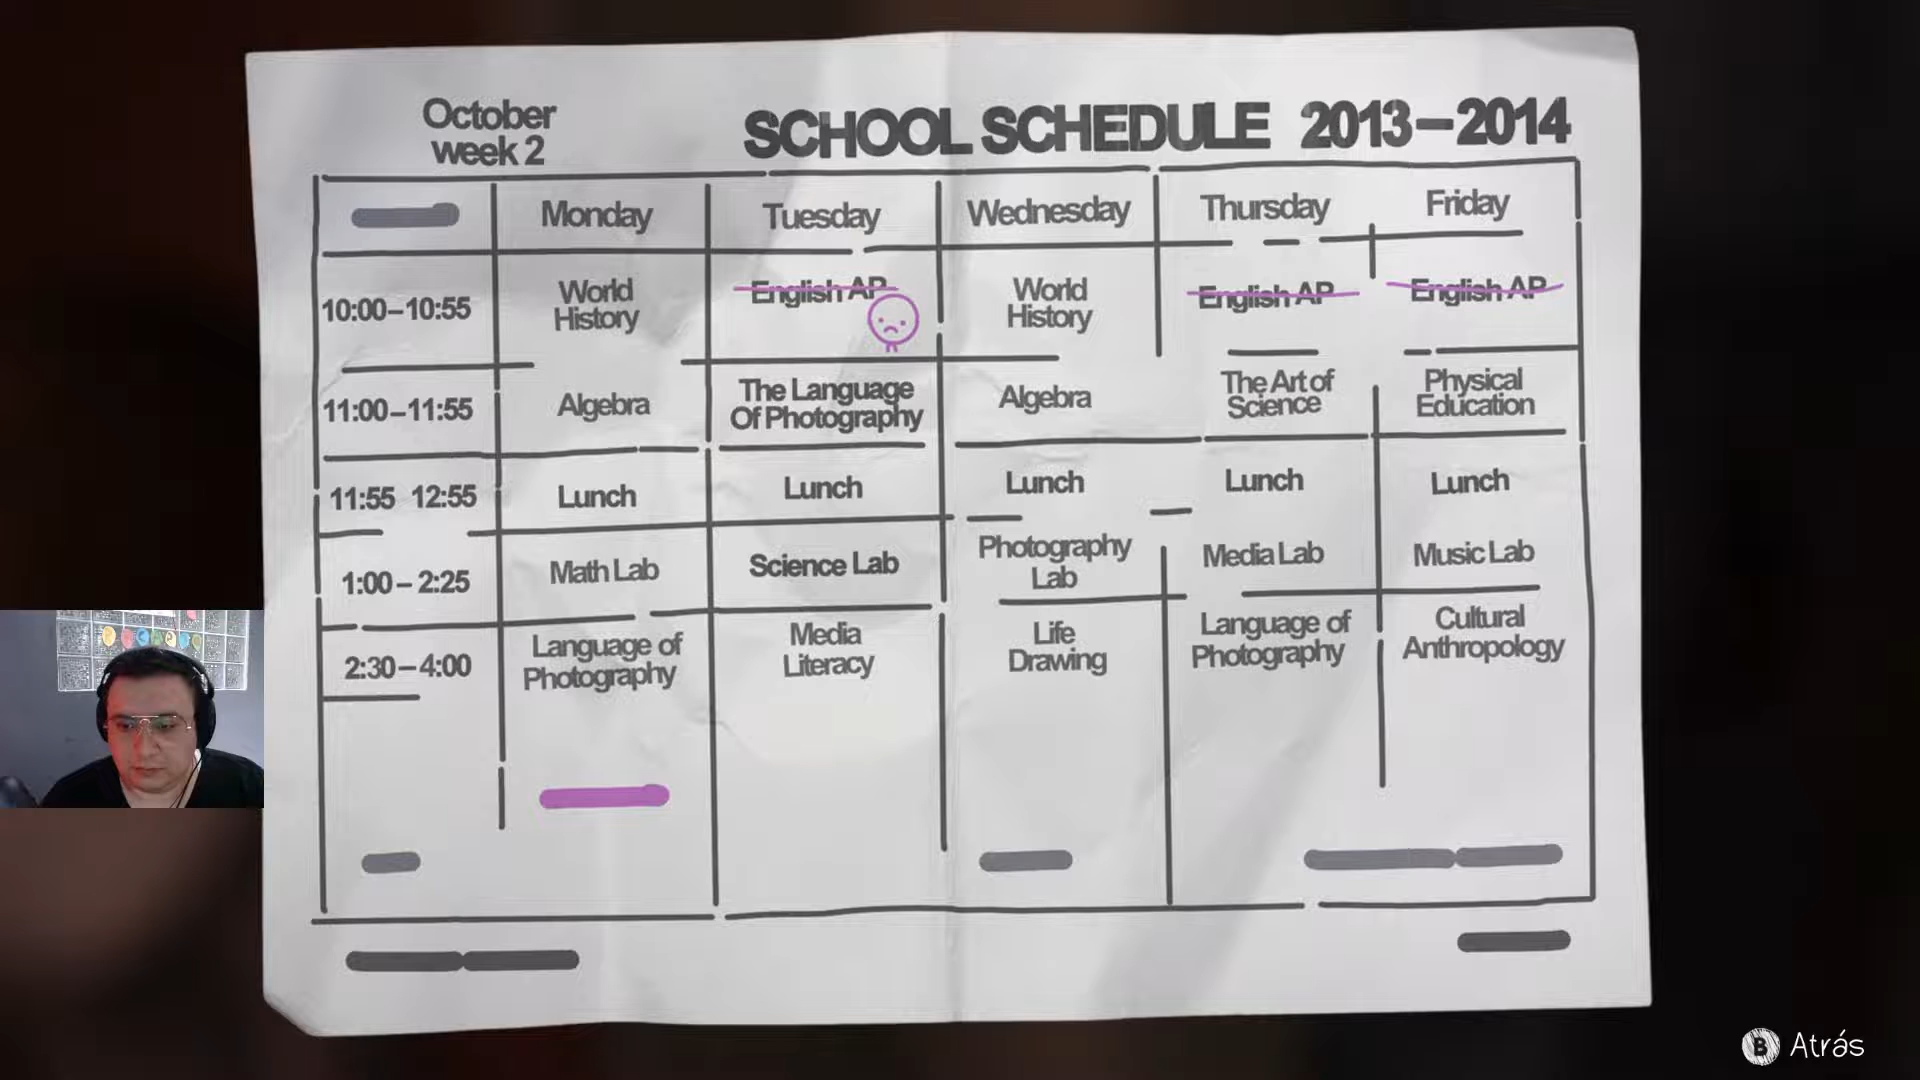 October
week 2
SCHOOL SCHEDULE 2013-2014
Monday Tuesday Wednesday Thursday Friday
10:00-10:55 World History English AP World History English AP English AP
11:00-11:55 Algebra The Language Of Photography Algebra The Art of Science Physical Education
11:55 12:55 Lunch Lunch Lunch Lunch Lunch
1:00-2:25 Math Lab Science Lab Photography Lab Media Lab Music Lab
2:30-4:00 Language of Photography Media Literacy Life Drawing Language of Photography Cultural Anthropology
B Atrás